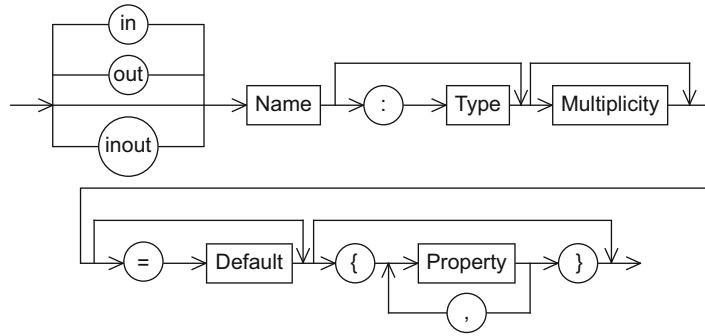 in
out
inout
Name : Type Multiplicity
= Default { Property }
,